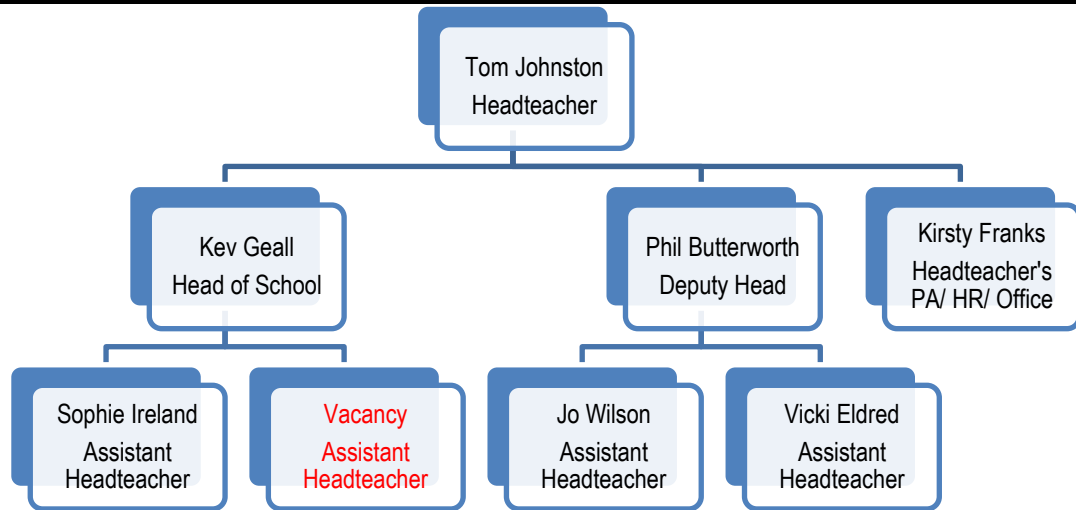 Tom Johnston
Headteacher
Kev Geall
Head of School
Phil Butterworth
Deputy Head
Kirsty Franks
Headteacher's
PA/ HR/ Office
Sophie Ireland
Assistant
Headteacher
Vacancy
Assistant
Headteacher
Jo Wilson
Assistant
Headteacher
Vicki Eldred
Assistant
Headteacher